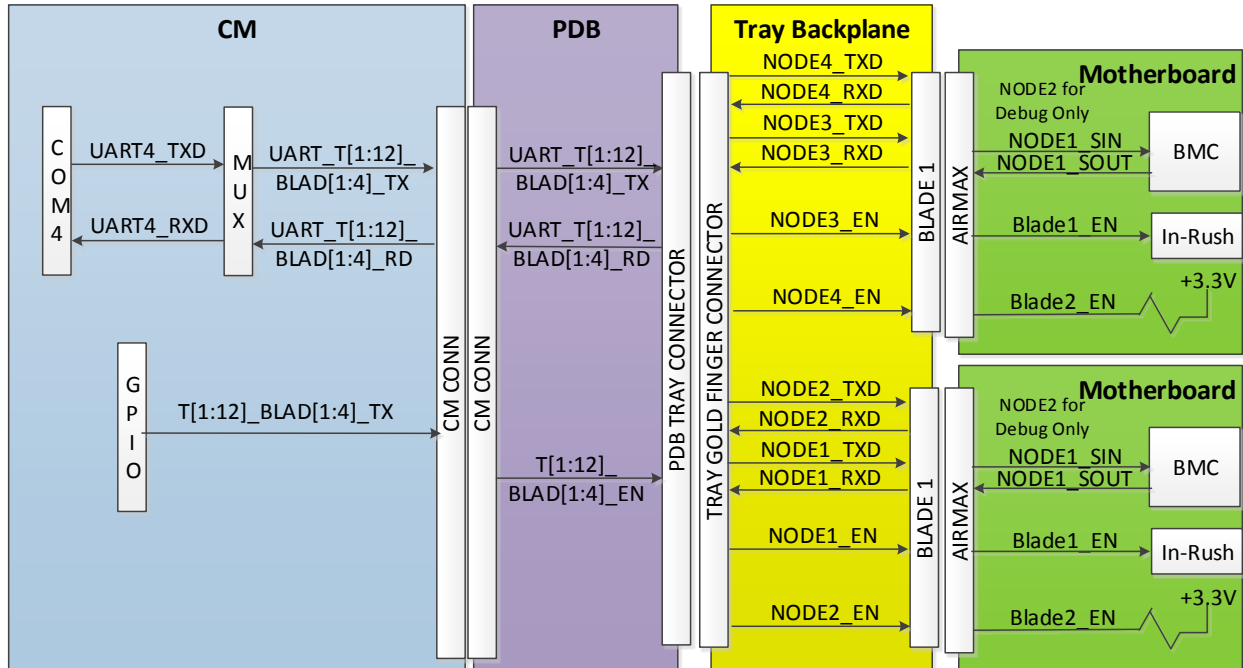 CM
PDB
Tray Backplane
Motherboard
NODE2 for
Debug Only
COM4
UART4_TXD
UART4_RXD
MUX
UART_T[1:12]_
BLAD[1:4]_TX
UART_T[1:12]_
BLAD[1:4]_RD
GPIO
T[1:12]_BLAD[1:4]_TX
CM CONN
CM CONN
UART_T[1:12]_
BLAD[1:4]_TX
UART_T[1:12]_
BLAD[1:4]_RD
T[1:12]_
BLAD[1:4]_EN
PDB TRAY CONNECTOR
TRAY GOLD FINGER CONNECTOR
NODE4_TXD
NODE4_RXD
NODE3_TXD
NODE3_RXD
NODE3_EN
NODE4_EN
BLADE 1
AIRMAX
NODE1_SIN
NODE1_SOUT
BMC
Blade1_EN
In-Rush
+3.3V
Blade2_EN
NODE2_TXD
NODE2_RXD
NODE1_TXD
NODE1_RXD
NODE1_EN
NODE2_EN
BLADE 1
AIRMAX
Motherboard
NODE2 for
Debug Only
NODE1_SIN
NODE1_SOUT
BMC
Blade1_EN
In-Rush
+3.3V
Blade2_EN